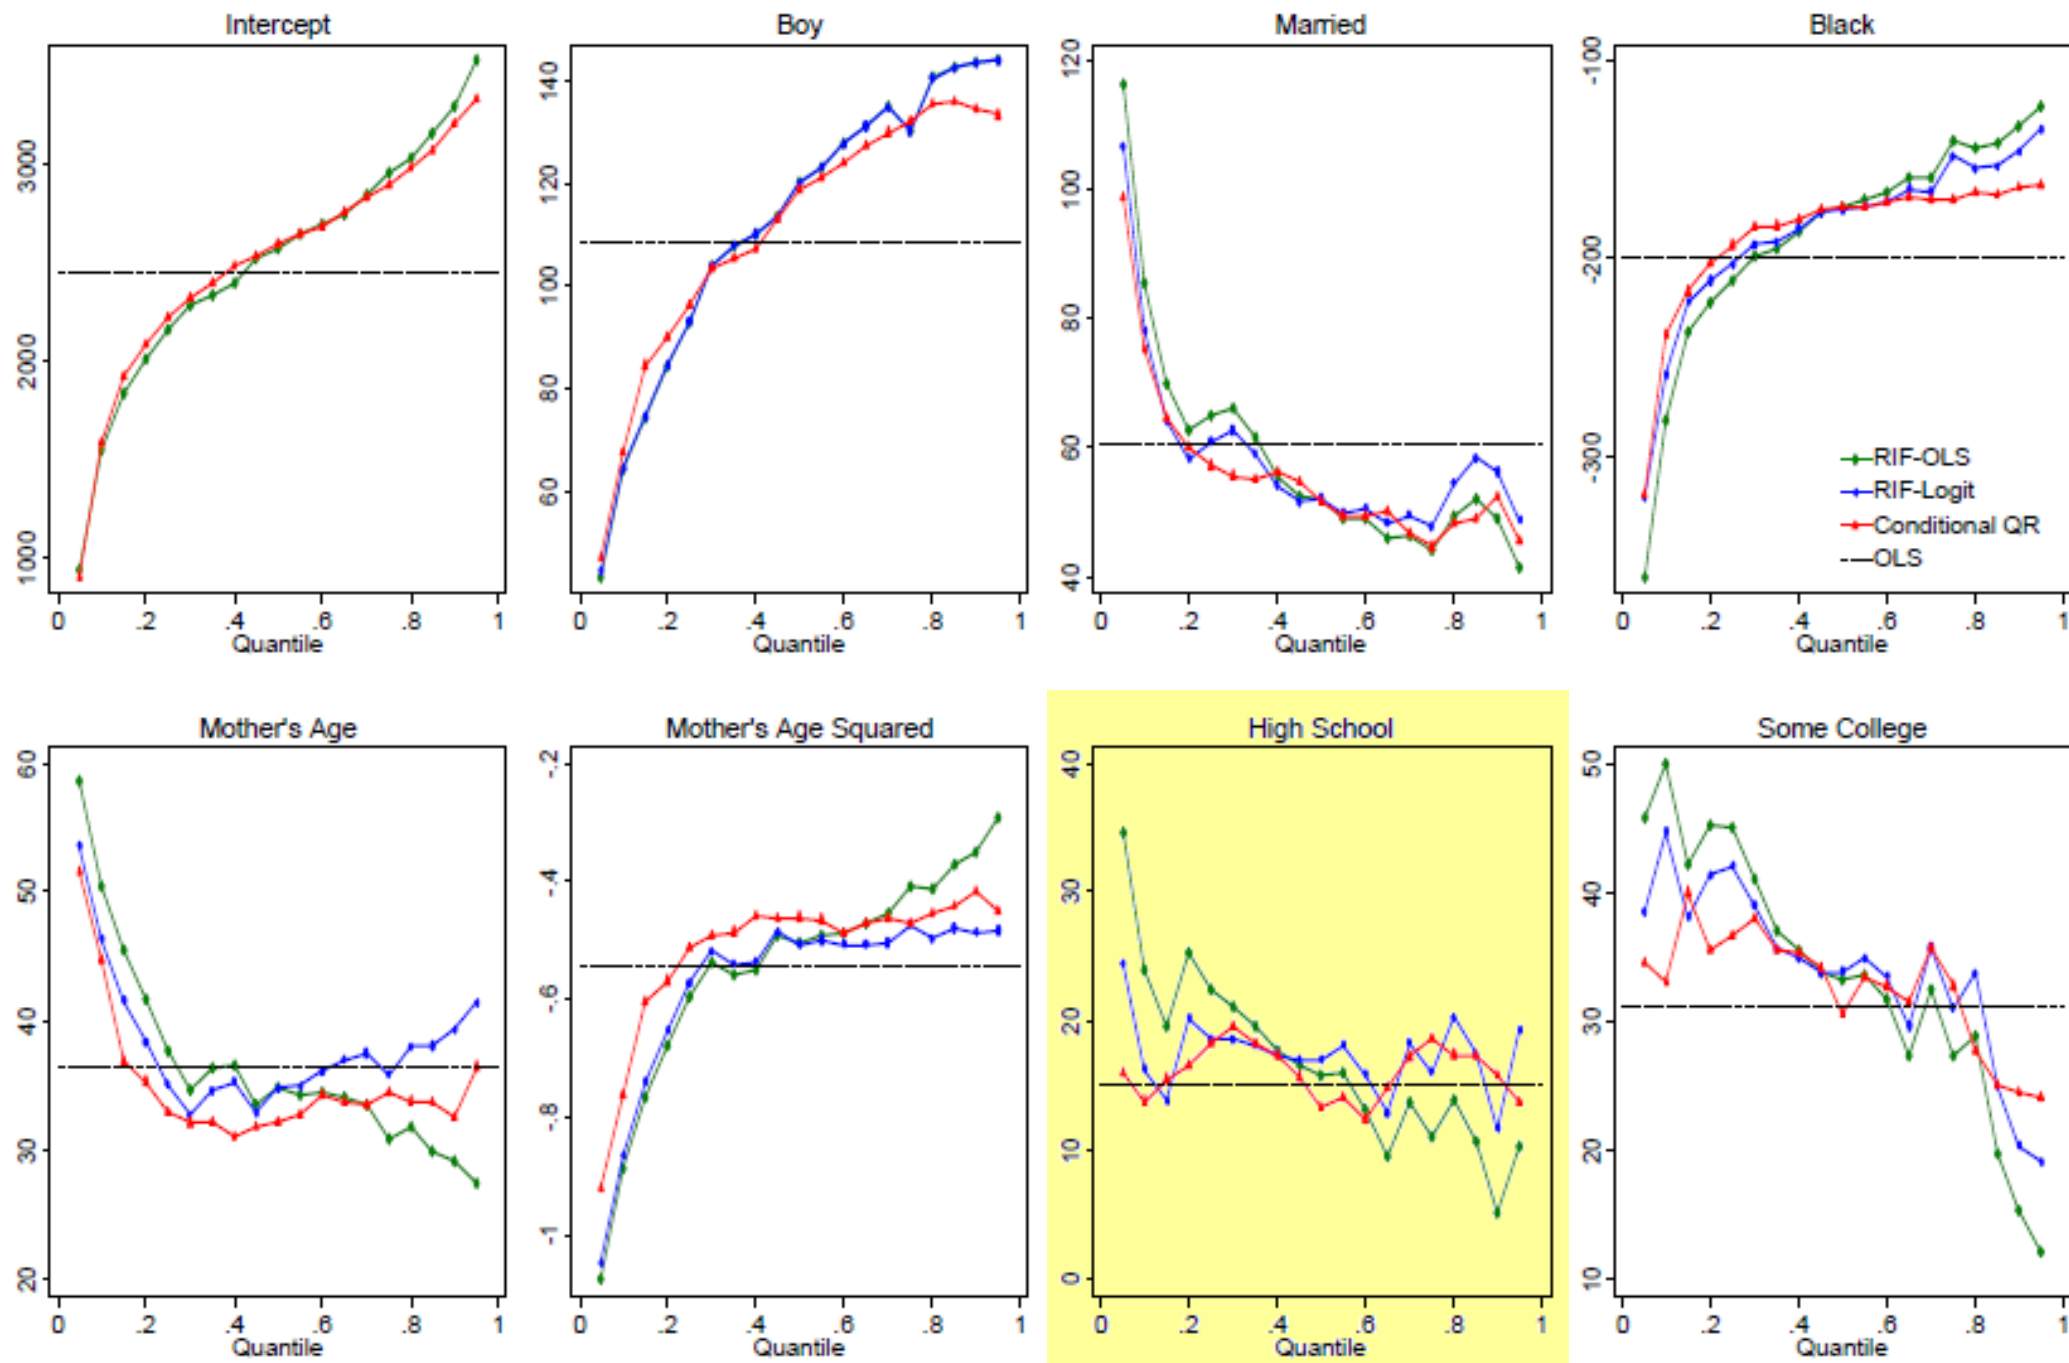 Intercept
Boy
Married
Black
3000
2000
1000
0 .2 .4 .6 .8 1
Quantile
140
120
100
80
60
0 .2 .4 .6 .8 1
Quantile
120
100
80
60
40
0 .2 .4 .6 .8 1
Quantile
-100
-200
-300
RIF-OLS
RIF-Logit
Conditional QR
OLS
0 .2 .4 .6 .8 1
Quantile
Mother's Age
Mother's Age Squared
High School
Some College
60
50
40
30
20
0 .2 .4 .6 .8 1
Quantile
-.2
-.4
-.6
-.8
-1
0 .2 .4 .6 .8 1
Quantile
40
30
20
10
0
0 .2 .4 .6 .8 1
Quantile
50
40
30
20
10
0 .2 .4 .6 .8 1
Quantile